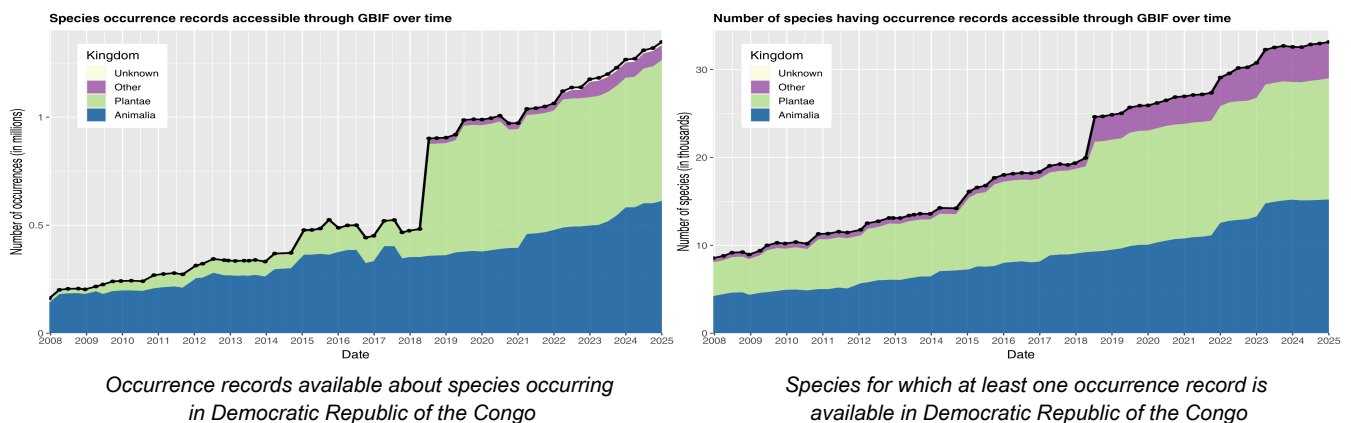 Species occurrence records accessible through GBIF over time
Number of occurrences (in millions)
Kingdom
Unknown
Other
Plantae
Animalia
1
0.5
0
2008 2009 2010 2011 2012 2013 2014 2015 2016 2017 2018 2019 2020 2021 2022 2023 2024 2025
Date
Occurrence records available about species occurring
in Democratic Republic of the Congo
Number of species having occurrence records accessible through GBIF over time
Number of species (in thousands)
Kingdom
Unknown
Other
Plantae
Animalia
30
20
10
0
2008 2009 2010 2011 2012 2013 2014 2015 2016 2017 2018 2019 2020 2021 2022 2023 2024 2025
Date
Species for which at least one occurrence record is
available in Democratic Republic of the Congo